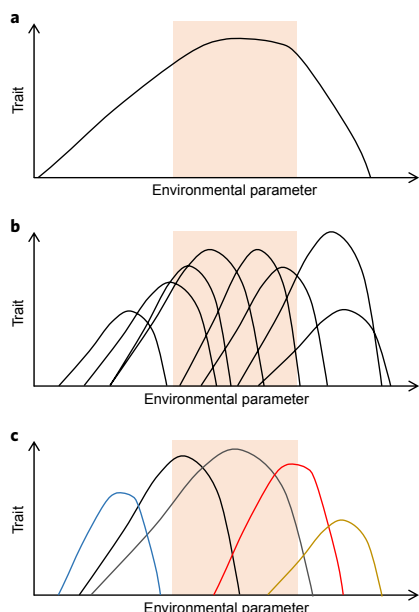 a
Trait
Environmental parameter
b
Trait
Environmental parameter
c
Trait
Environmental parameter